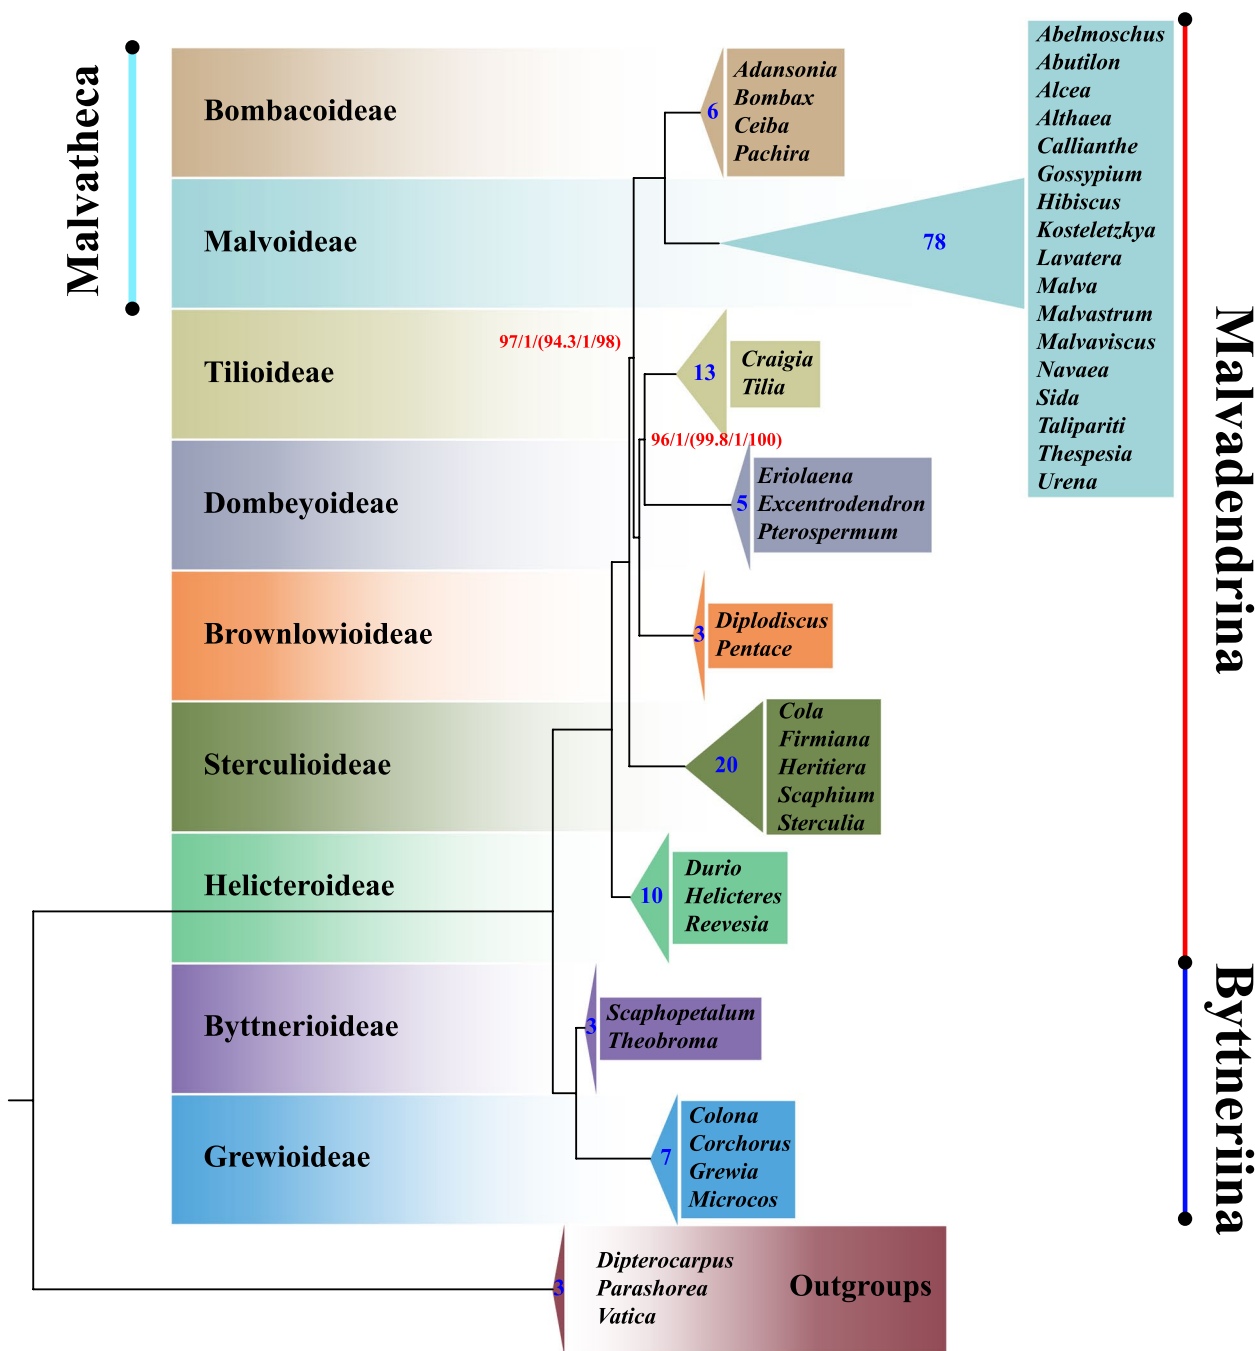 Malvatheca
Bombacoideae
6
Adansonia
Bombax
Ceiba
Pachira
Malvoideae
78
Abelmoschus
Abutilon
Alcea
Althaea
Callianthe
Gossypium
Hibiscus
Kosteletzkya
Lavatera
Malva
Malvastrum
Malvaviscus
Navaea
Sida
Talipariti
Thespesia
Urena
Malvadendrina
97/1/(94.3/1/98)
Tilioideae
13
Craigia
Tilia
96/1/(99.8/1/100)
Dombeyoideae
5
Eriolaena
Excentrodendron
Pterospermum
Brownlowioideae
3
Diplodiscus
Pentace
Sterculioideae
20
Cola
Firmiana
Heritiera
Scaphium
Sterculia
Helicteroideae
10
Durio
Helicteres
Reevesia
Byttneriina
Byttnerioideae
3
Scaphopetalum
Theobroma
Grewioideae
7
Colona
Corchorus
Grewia
Microcos
3
Dipterocarpus
Parashorea
Vatica
Outgroups